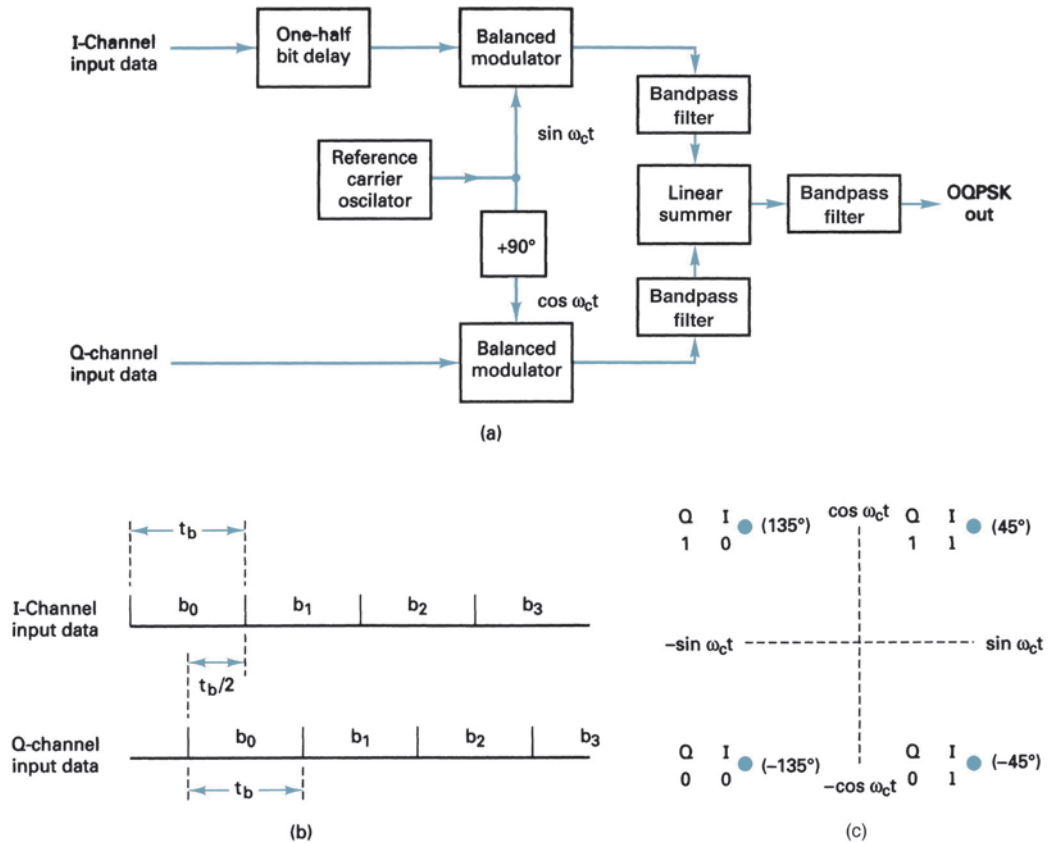 I-Channel
input data
One-half
bit delay
Balanced
modulator
Bandpass
filter
sin ωct
Reference
carrier
oscilator
Linear
summer
Bandpass
filter
OQPSK
out
+90°
cos ωct
Bandpass
filter
Q-channel
input data
Balanced
modulator
(a)
tb
I-Channel
input data
b0 b1 b2 b3
tb/2
Q-channel
input data
b0 b1 b2 b3
tb
(b)
cos ωct
Q I
1 0
(135°)
Q I
1 1
(45°)
–sin ωct
sin ωct
Q I
0 0
(–135°)
Q I
0 1
(–45°)
–cos ωct
(c)